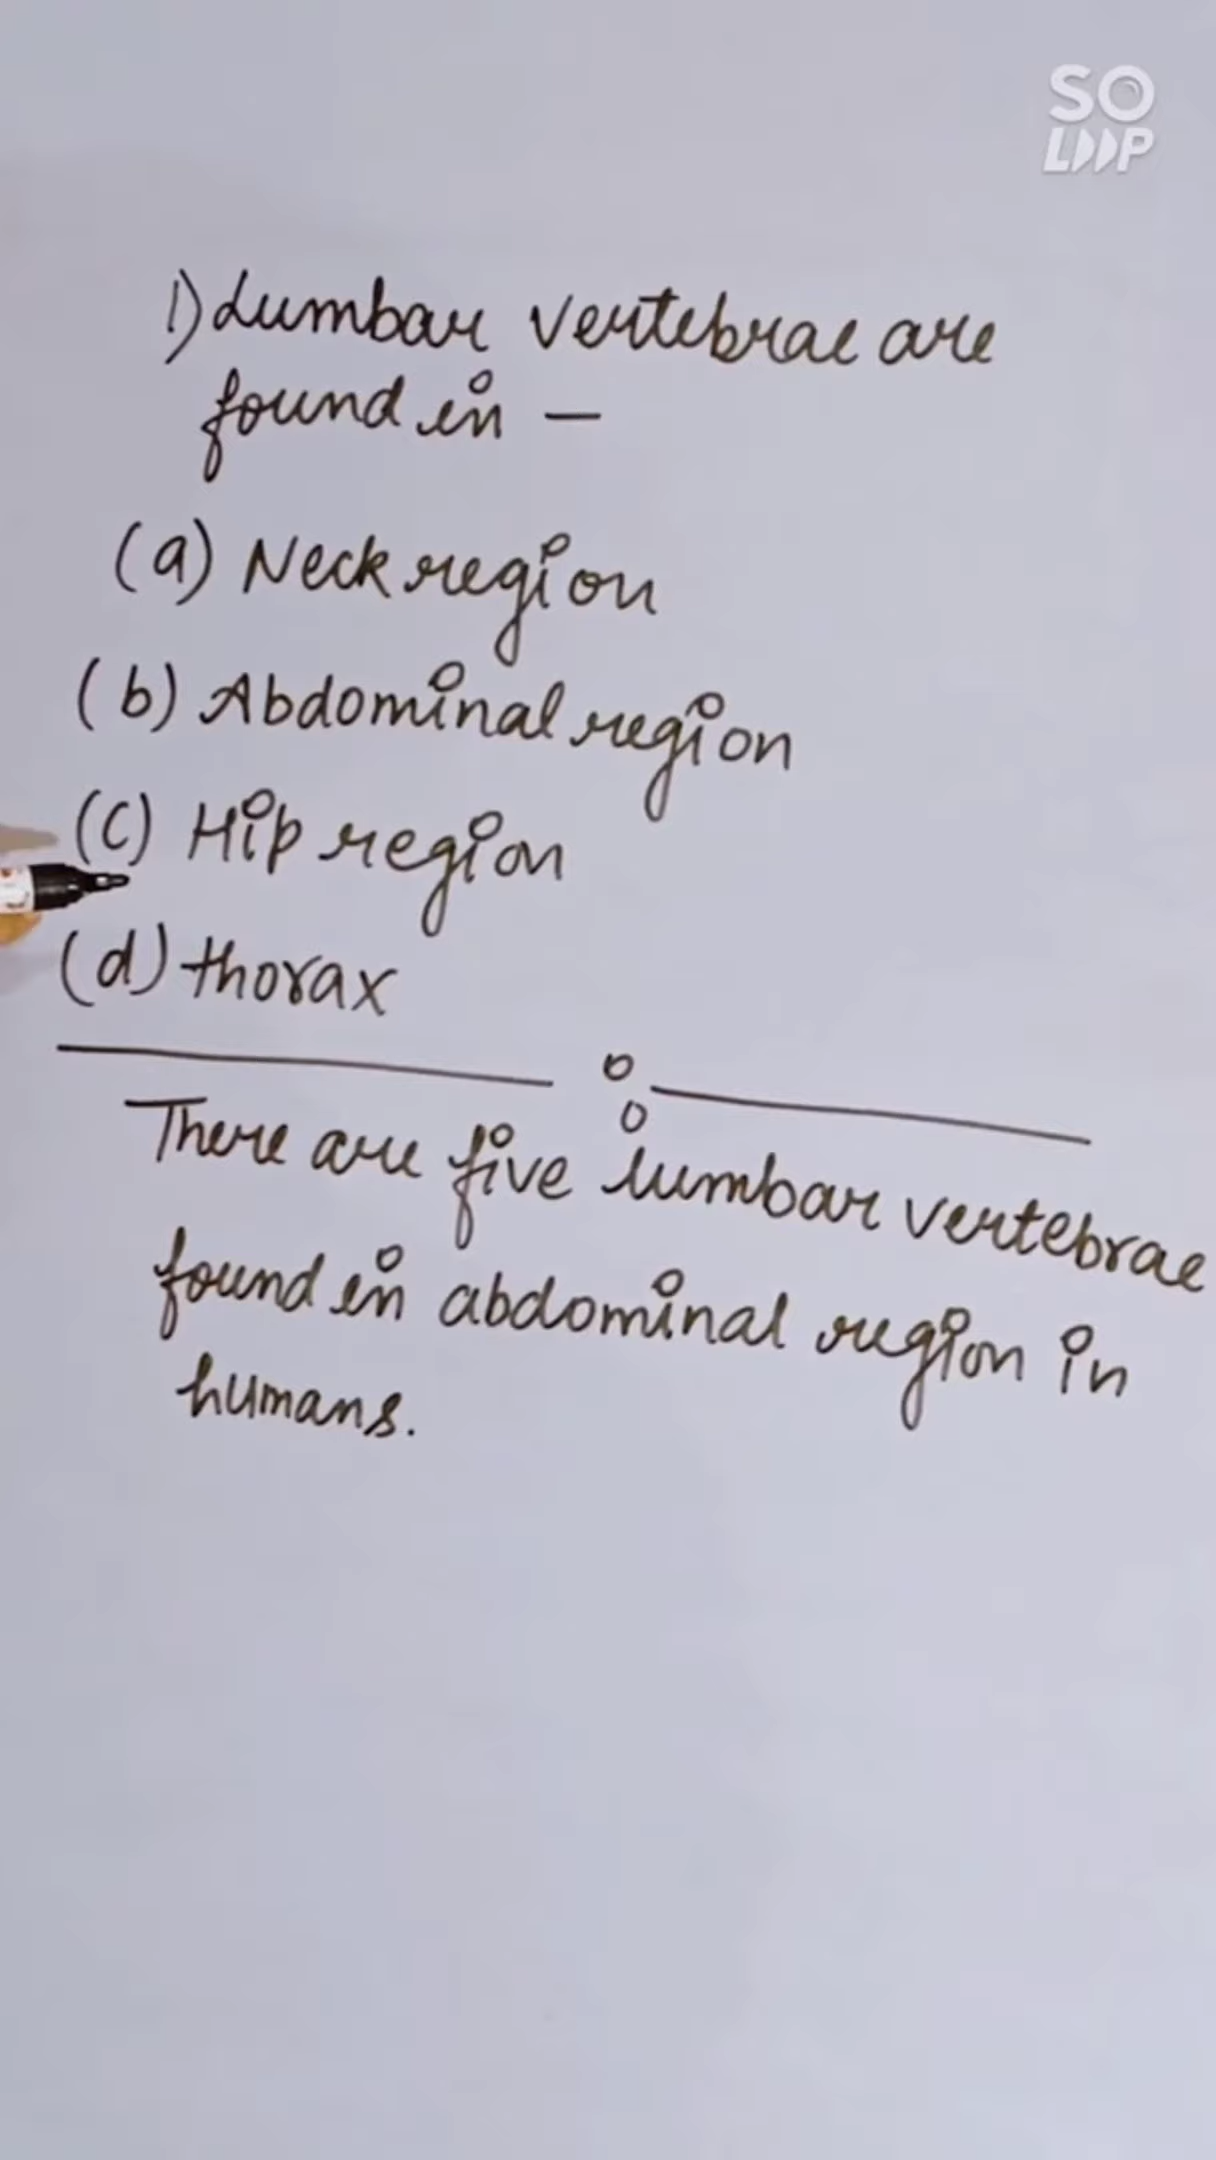 SO
LOOP
1) Lumbar vertebrae are
found in —
(a) Neck region
(b) Abdominal region
(c) Hip region
(d) thorax
There are five lumbar vertebrae
found in abdominal region in
humans.